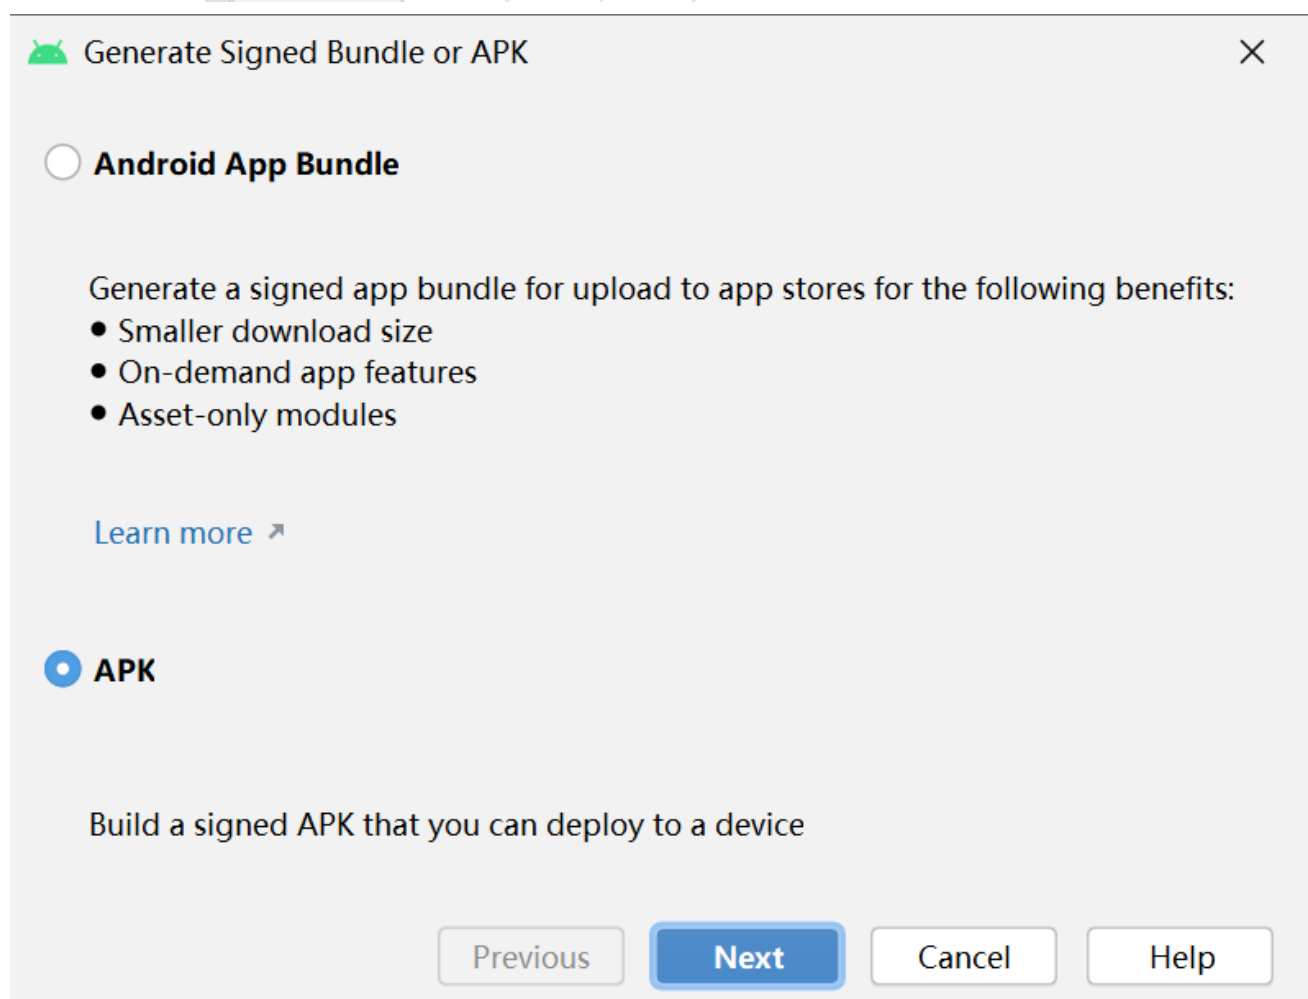 Generate Signed Bundle or APK
Android App Bundle
Generate a signed app bundle for upload to app stores for the following benefits:
• Smaller download size
• On-demand app features
• Asset-only modules
Learn more
APK
Build a signed APK that you can deploy to a device
Previous Next Cancel Help